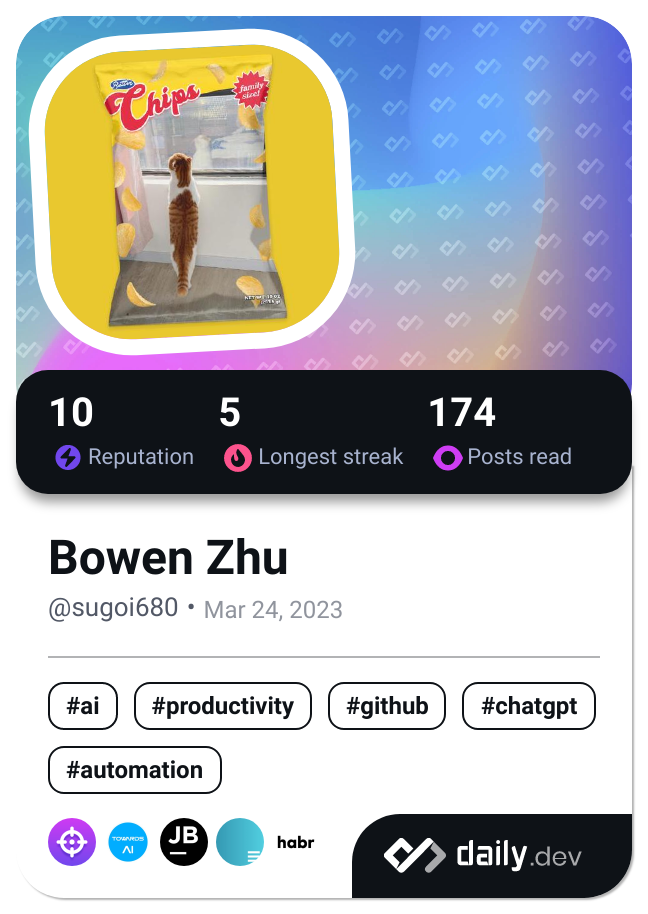 Chips
family
size!
10
5
174
Reputation
Longest streak
Posts read
Bowen Zhu
@sugoi680 • Mar 24, 2023
#ai
#productivity
#github
#chatgpt
#automation
TOWARDS
AI
JB
habr
daily.dev